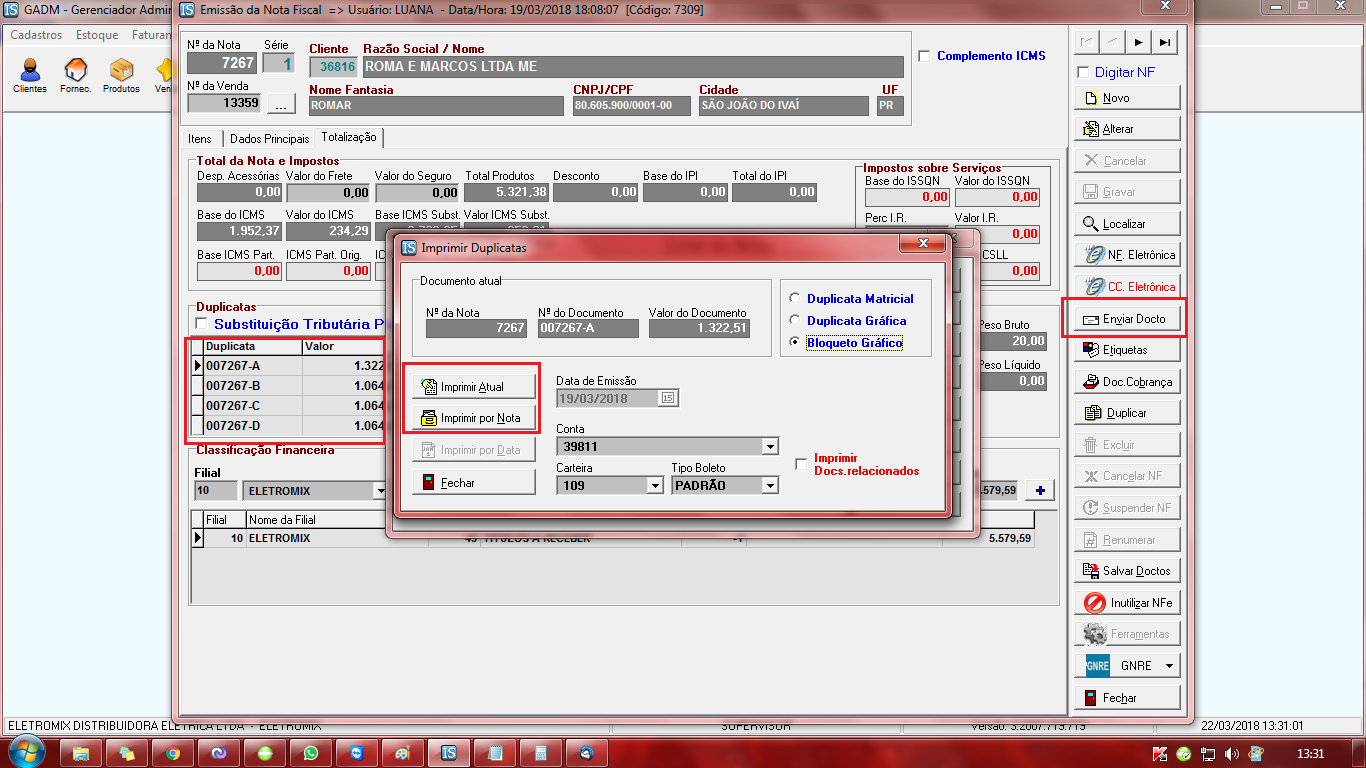 GADM - Gerenciador Admin
Emissão da Nota Fiscal => Usuário: LUANA - Data/Hora: 19/03/2018 18:08:07 [Código: 7309]
Cadastros Estoque Faturan
Clientes Fornec. Produtos Ven
Nº da Nota Série Cliente Razão Social / Nome
7267 1 36816 ROMA E MARCOS LTDA ME
Complemento ICMS
Nº da Venda Nome Fantasia CNPJ/CPF Cidade UF
13359 ... ROMAR 80.605.900/0001-00 SÃO JOÃO DO IVAÍ PR
Itens Dados Principais Totalização
Total da Nota e Impostos
Desp. Acessórias Valor do Frete Valor do Seguro Total Produtos Desconto Base do IPI Total do IPI
0,00 0,00 0,00 5.321,38 0,00 0,00 0,00
Base do ICMS Valor do ICMS Base ICMS Subst. Valor ICMS Subst.
1.952,37 234,29
Base ICMS Part. ICMS Part. Orig.
0,00 0,00
Impostos sobre Serviços
Base do ISSQN Valor do ISSQN
0,00 0,00
Perc I.R. Valor I.R.
0,00
CSLL
0,00
Duplicatas
Substituição Tributária P
Duplicata Valor
007267-A 1.322
007267-B 1.064
007267-C 1.064
007267-D 1.064
Peso Bruto
20,00
Peso Líquido
0,00
Classificação Financeira
Filial
10 ELETROMIX
.579,59
Filial Nome da Filial
10 ELETROMIX 45 TITULOS A RECEBER -1 5.579,59
Imprimir Duplicatas
Documento atual
Nº da Nota Nº do Documento Valor do Documento
7267 007267-A 1.322,51
Duplicata Matricial
Duplicata Gráfica
Bloqueto Gráfico
Imprimir Atual
Imprimir por Nota
Imprimir por Data
Fechar
Data de Emissão
19/03/2018 15
Conta
39811
Carteira Tipo Boleto
109 PADRÃO
Imprimir
Docs.relacionados
Digitar NF
Novo
Alterar
Cancelar
Gravar
Localizar
NF. Eletrônica
CC. Eletrônica
Enviar Docto
Etiquetas
Doc.Cobrança
Duplicar
Excluir
Cancelar NF
Suspender NF
Renumerar
Salvar Doctos
Inutilizar NFe
Ferramentas
GNRE GNRE
Fechar
ELETROMIX DISTRIBUIDORA ELETRICA LTDA - ELETROMIX SUPERVISOR Versão: 3.2007.715.719 22/03/2018 13:31:01
13:31